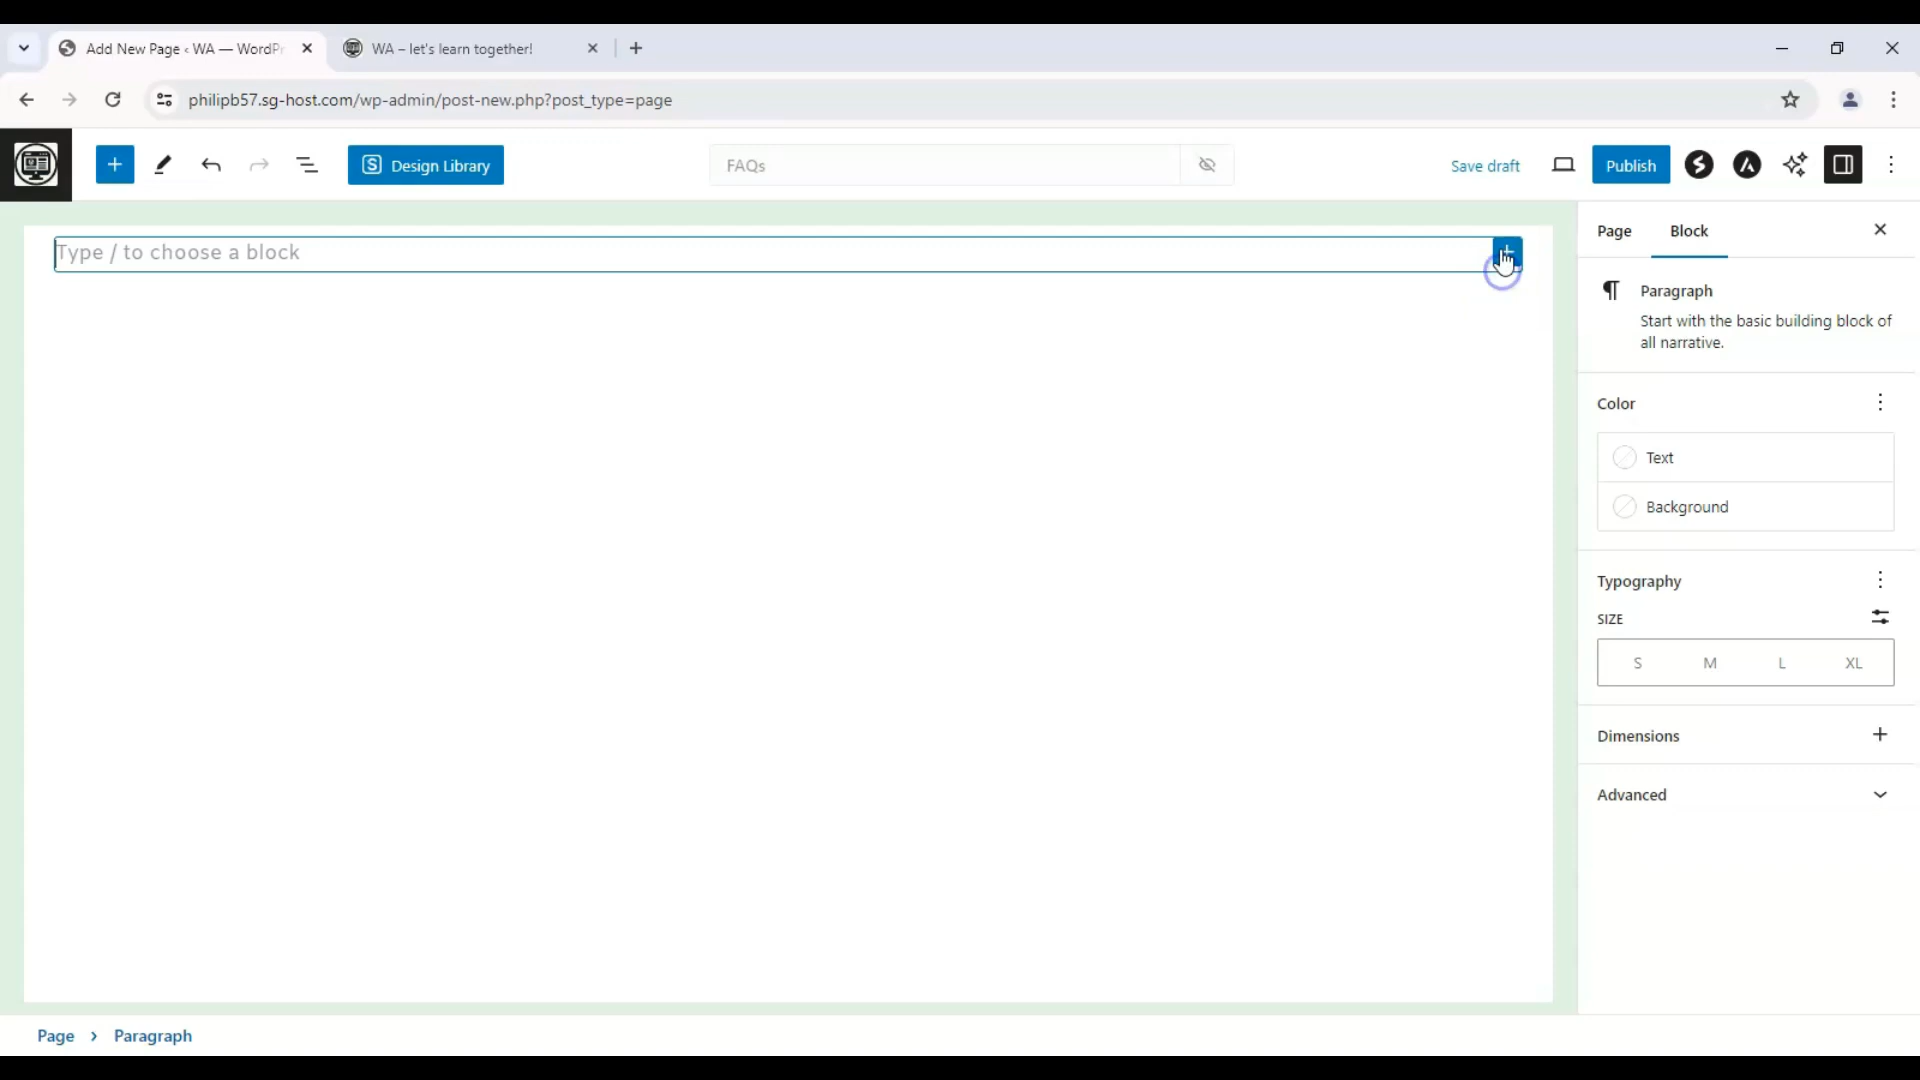 Add New Page ‹ WA — WordPr
WA – let's learn together!
philipb57.sg-host.com/wp-admin/post-new.php?post_type=page
Design Library
FAQs
Save draft
Publish
Type / to choose a block
Page
Block
Paragraph
Start with the basic building block of
all narrative.
Color
Text
Background
Typography
SIZE
S M L XL
Dimensions
Advanced
Page › Paragraph